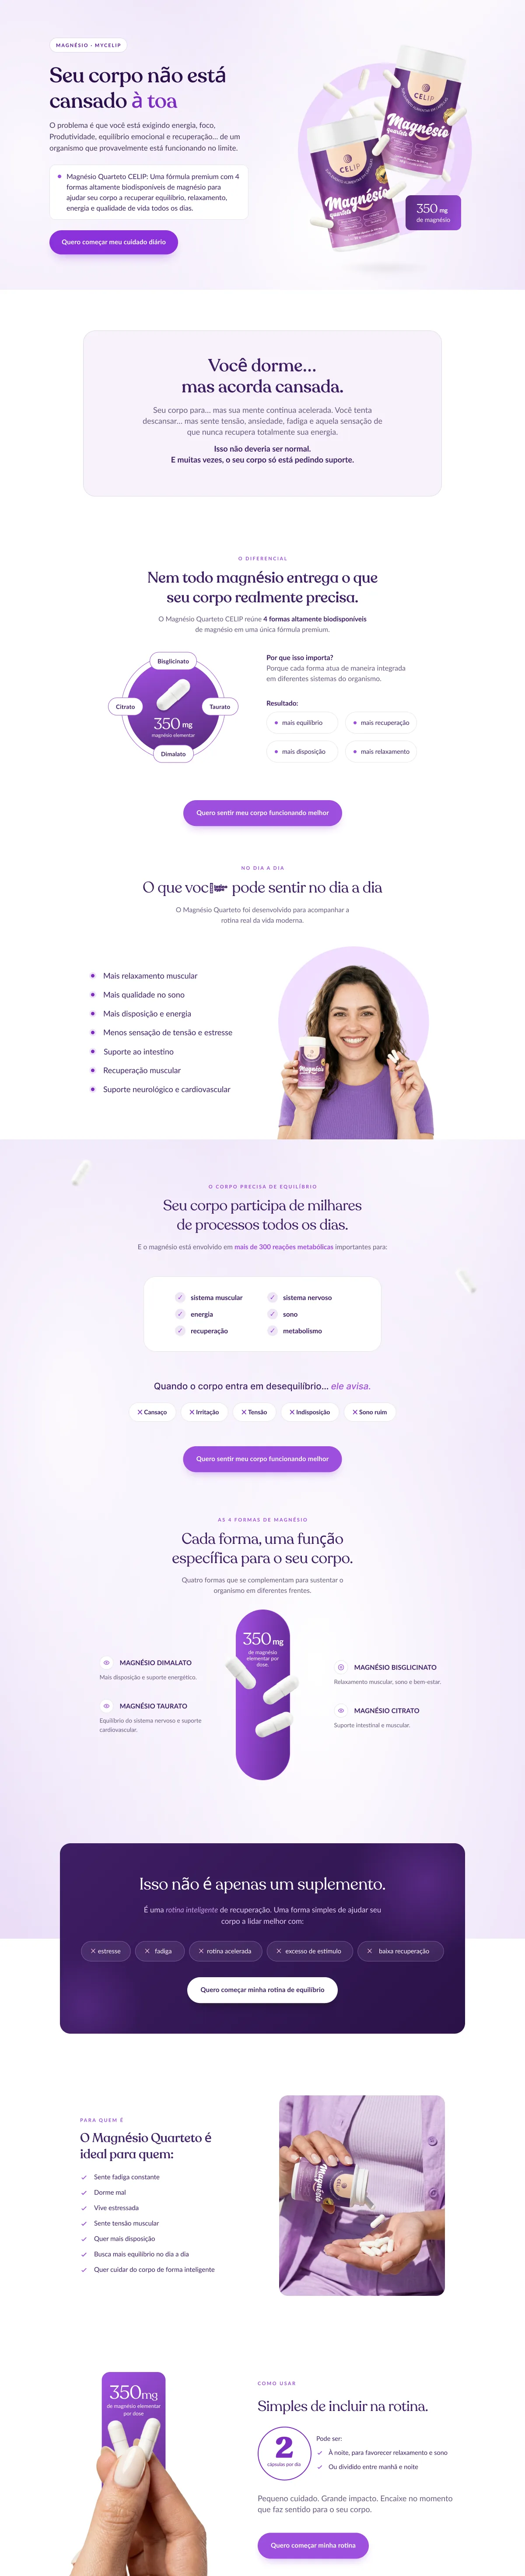 MAGNÉSIO · MYCELIP
Seu corpo não está
cansado à toa
O problema é que você está exigindo energia, foco,
Produtividade, equilíbrio emocional e recuperação... de um
organismo que provavelmente está funcionando no limite.
Magnésio Quarteto CELIP: Uma fórmula premium com 4
formas altamente biodisponíveis de magnésio para
ajudar seu corpo a recuperar equilíbrio, relaxamento,
energia e qualidade de vida todos os dias.
Quero começar meu cuidado diário
CELIP
Magnésio
quarteto
CELIP
Magnésio
quarteto
350 mg
de magnésio
Você dorme...
mas acorda cansada.
Seu corpo para... mas sua mente continua acelerada. Você tenta
descansar... mas sente tensão, ansiedade, fadiga e aquela sensação de
que nunca recupera totalmente sua energia.
Isso não deveria ser normal.
E muitas vezes, o seu corpo só está pedindo suporte.
O DIFERENCIAL
Nem todo magnésio entrega o que
seu corpo realmente precisa.
O Magnésio Quarteto CELIP reúne 4 formas altamente biodisponíveis
de magnésio em uma única fórmula premium.
Bisglicinato
Citrato
Taurato
350 mg
magnésio elementar
Dimalato
Por que isso importa?
Porque cada forma atua de maneira integrada
em diferentes sistemas do organismo.
Resultado:
mais equilíbrio
mais recuperação
mais disposição
mais relaxamento
Quero sentir meu corpo funcionando melhor
NO DIA A DIA
O que voc pode sentir no dia a dia
O Magnésio Quarteto foi desenvolvido para acompanhar a
rotina real da vida moderna.
Mais relaxamento muscular
Mais qualidade no sono
Mais disposição e energia
Menos sensação de tensão e estresse
Suporte ao intestino
Recuperação muscular
Suporte neurológico e cardiovascular
Magnésio
O CORPO PRECISA DE EQUILÍBRIO
Seu corpo participa de milhares
de processos todos os dias.
E o magnésio está envolvido em mais de 300 reações metabólicas importantes para:
sistema muscular
sistema nervoso
energia
sono
recuperação
metabolismo
Quando o corpo entra em desequilíbrio... ele avisa.
Cansaço
Irritação
Tensão
Indisposição
Sono ruim
Quero sentir meu corpo funcionando melhor
AS 4 FORMAS DE MAGNÉSIO
Cada forma, uma função
específica para o seu corpo.
Quatro formas que se complementam para sustentar o
organismo em diferentes frentes.
350 mg
de magnésio
elementar por
dose.
MAGNÉSIO DIMALATO
Mais disposição e suporte energético.
MAGNÉSIO TAURATO
Equilíbrio do sistema nervoso e suporte
cardiovascular.
MAGNÉSIO BISGLICINATO
Relaxamento muscular, sono e bem-estar.
MAGNÉSIO CITRATO
Suporte intestinal e muscular.
Isso não é apenas um suplemento.
É uma rotina inteligente de recuperação. Uma forma simples de ajudar seu
corpo a lidar melhor com:
estresse
fadiga
rotina acelerada
excesso de estímulo
baixa recuperação
Quero começar minha rotina de equilíbrio
PARA QUEM É
O Magnésio Quarteto é
ideal para quem:
Sente fadiga constante
Dorme mal
Vive estressada
Sente tensão muscular
Quer mais disposição
Busca mais equilíbrio no dia a dia
Quer cuidar do corpo de forma inteligente
Magnésio
350mg
de magnésio elementar
por dose
COMO USAR
Simples de incluir na rotina.
2
cápsulas por dia
Pode ser:
À noite, para favorecer relaxamento e sono
Ou dividido entre manhã e noite
Pequeno cuidado. Grande impacto. Encaixe no momento
que faz sentido para o seu corpo.
Quero começar minha rotina